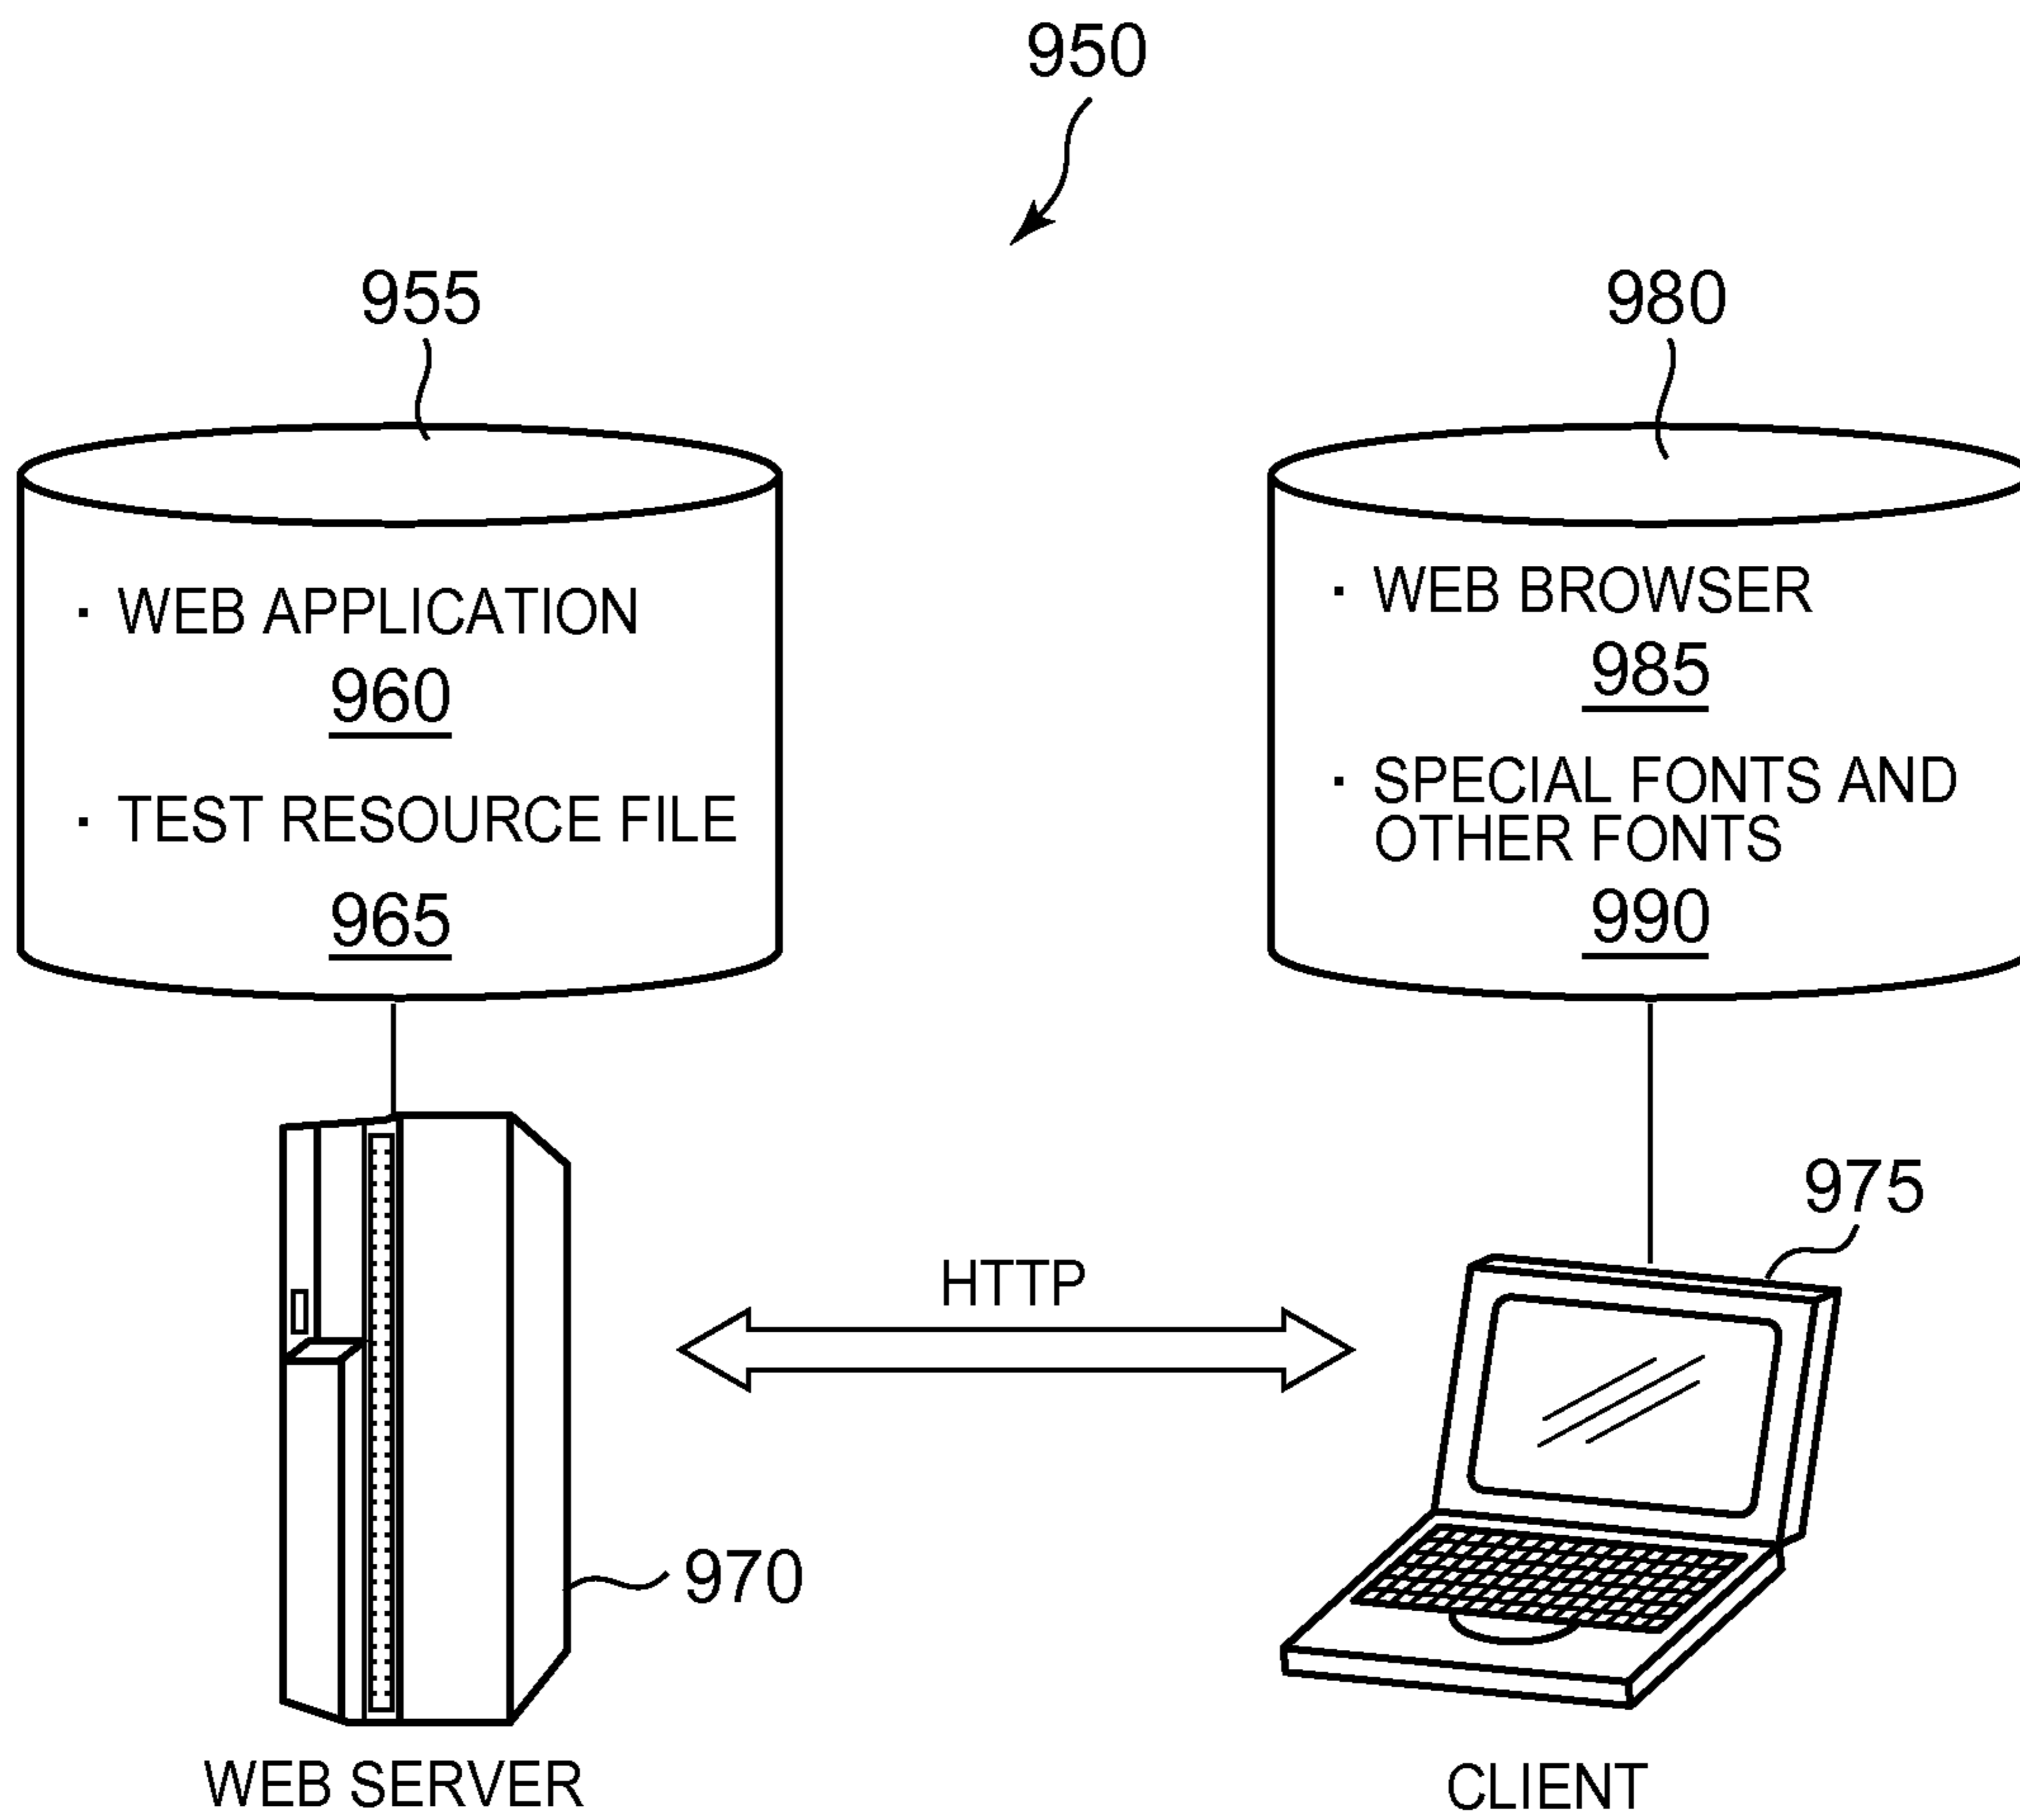 950
955
980
· WEB APPLICATION
960
· TEST RESOURCE FILE
965
· WEB BROWSER
985
· SPECIAL FONTS AND
OTHER FONTS
990
975
HTTP
970
WEB SERVER
CLIENT